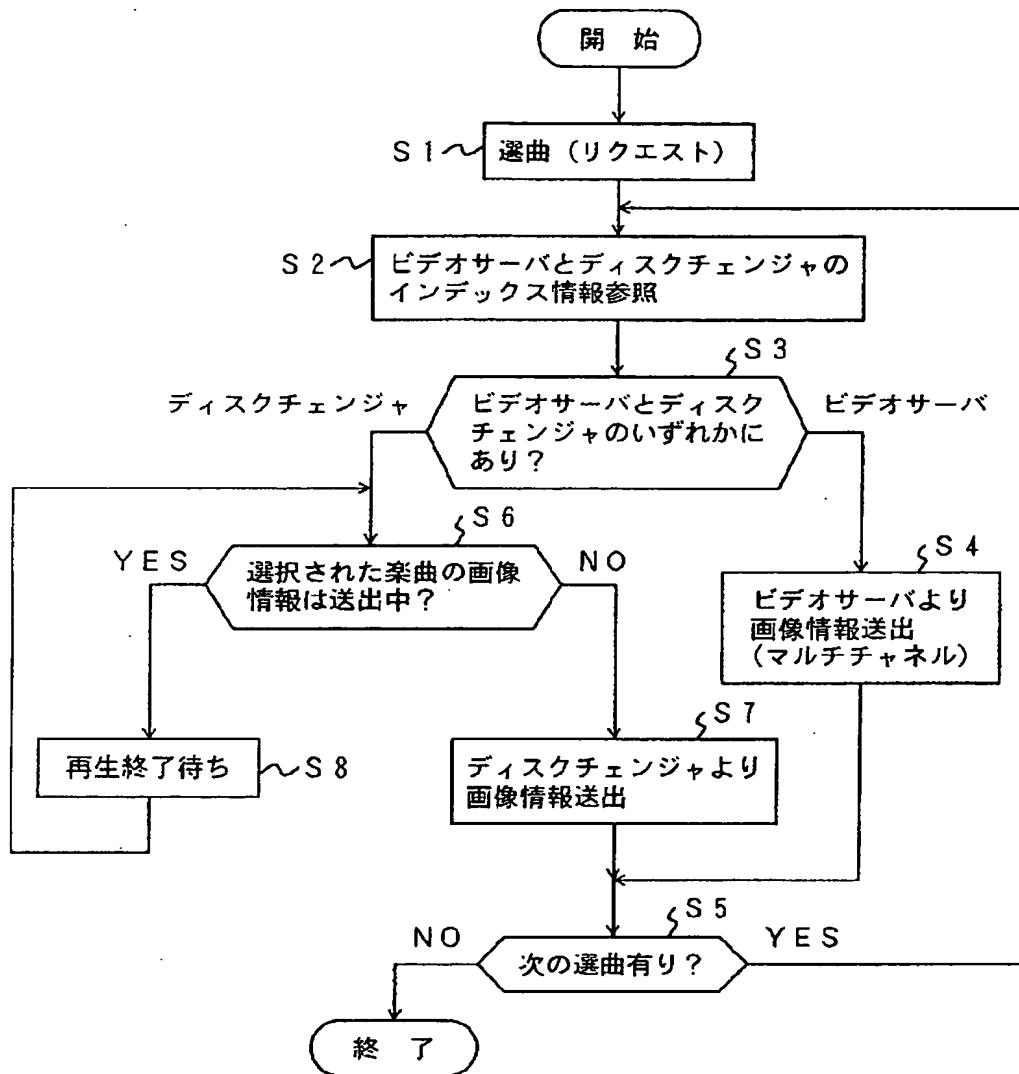 開 始
S1
選曲(リクエスト)
S2
ビデオサーバとディスクチェンジャの
インデックス情報参照
S3
ディスクチェンジャ
ビデオサーバとディスク
チェンジャのいずれかに
あり?
ビデオサーバ
S6
YES
選択された楽曲の画像
情報は送出中?
NO
S4
ビデオサーバより
画像情報送出
(マルチチャネル)
S7
再生終了待ち
S8
ディスクチェンジャより
画像情報送出
S5
NO
次の選曲有り?
YES
終 了